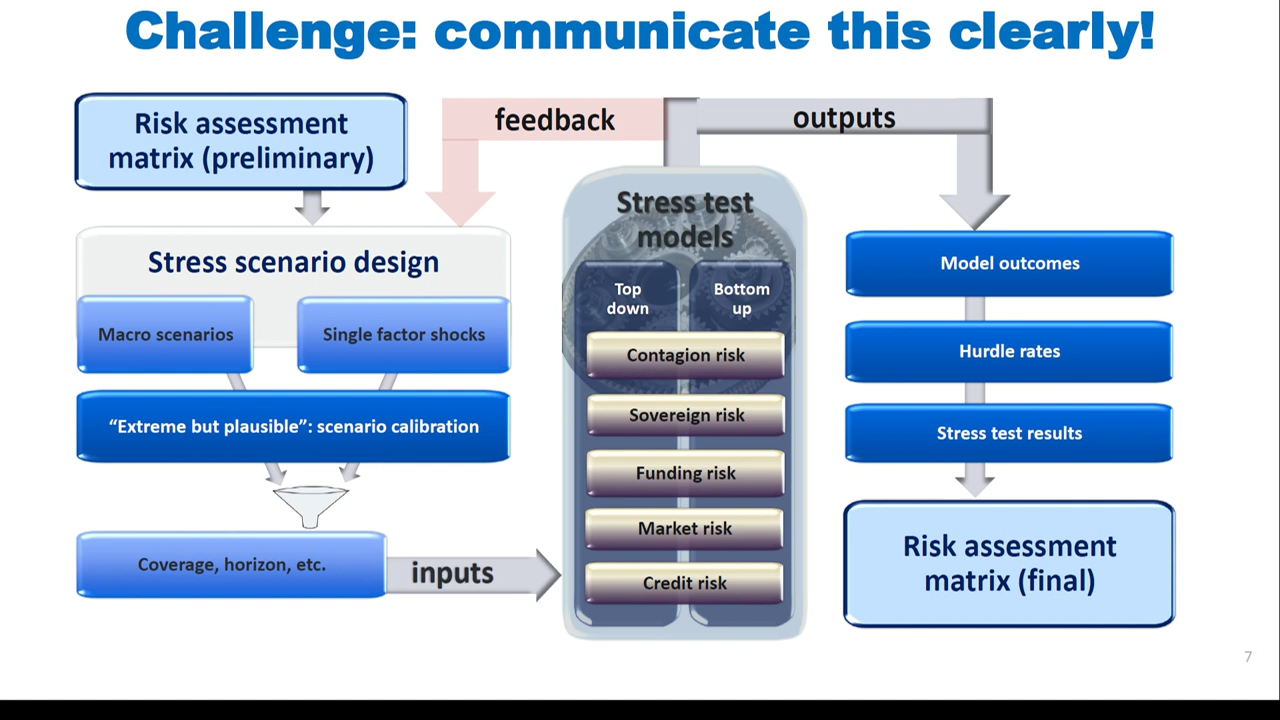 Challenge: communicate this clearly!
Risk assessment
matrix (preliminary)
feedback
outputs
Stress scenario design
Macro scenarios
Single factor shocks
“Extreme but plausible”: scenario calibration
Coverage, horizon, etc.
inputs
Stress test
models
Top
down
Bottom
up
Contagion risk
Sovereign risk
Funding risk
Market risk
Credit risk
Model outcomes
Hurdle rates
Stress test results
Risk assessment
matrix (final)
7